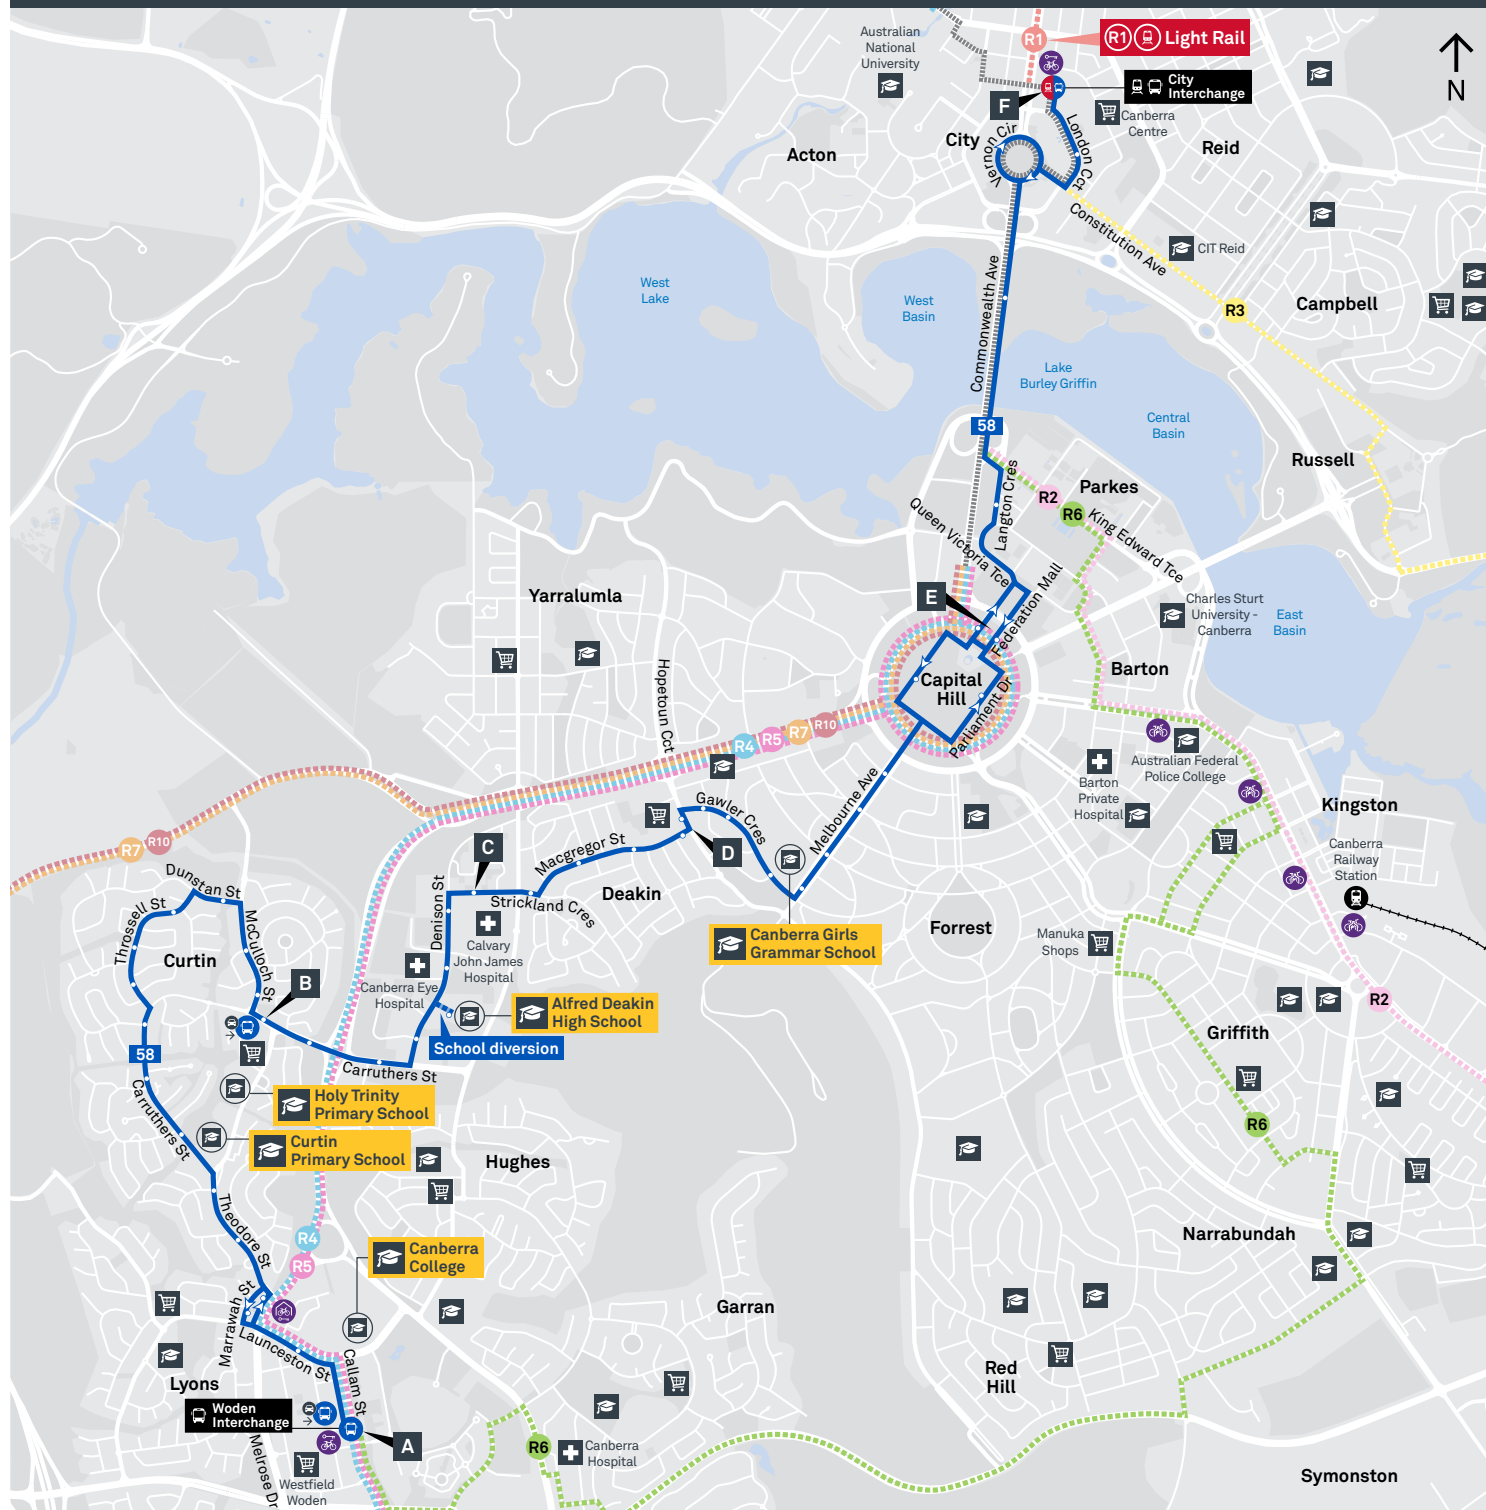 Australian
National
University
R1
R1 Light Rail
N
City
Interchange
F
Canberra
Centre
City
Vernon Cir
London Cct
Reid
Acton
Constitution Ave
CIT Reid
West
Lake
West
Basin
Commonwealth Ave
R3
Campbell
Lake
Burley Griffin
Central
Basin
58
Russell
Langton Cres
Parkes
R2
R6
King Edward Tce
Queen Victoria Tce
Federation Mall
E
Yarralumla
Charles Sturt
University -
Canberra
East
Basin
Barton
Capital
Hill
Parliament Dr
Hopetoun Cct
R4
R5
R7
R10
Australian Federal
Police College
Barton
Private
Hospital
Kingston
Gawler Cres
Melbourne Ave
R7
R10
C
Macgregor St
D
Canberra
Railway
Station
Dunstan St
Throssell St
McCulloch St
Denison St
Strickland Cres
Deakin
Canberra Girls
Grammar School
Forrest
Manuka
Shops
Calvary
John James
Hospital
Curtin
B
Canberra Eye
Hospital
Alfred Deakin
High School
R2
Griffith
School diversion
58
Carruthers St
Carruthers St
Holy Trinity
Primary School
R6
Curtin
Primary School
Hughes
Theodore St
R4
R5
Canberra
College
Narrabundah
Marrawah St
Launceston St
Garran
Callam St
Red
Hill
Lyons
Woden
Interchange
A
R6
Canberra
Hospital
Melrose Dr
Westfield
Woden
Symonston